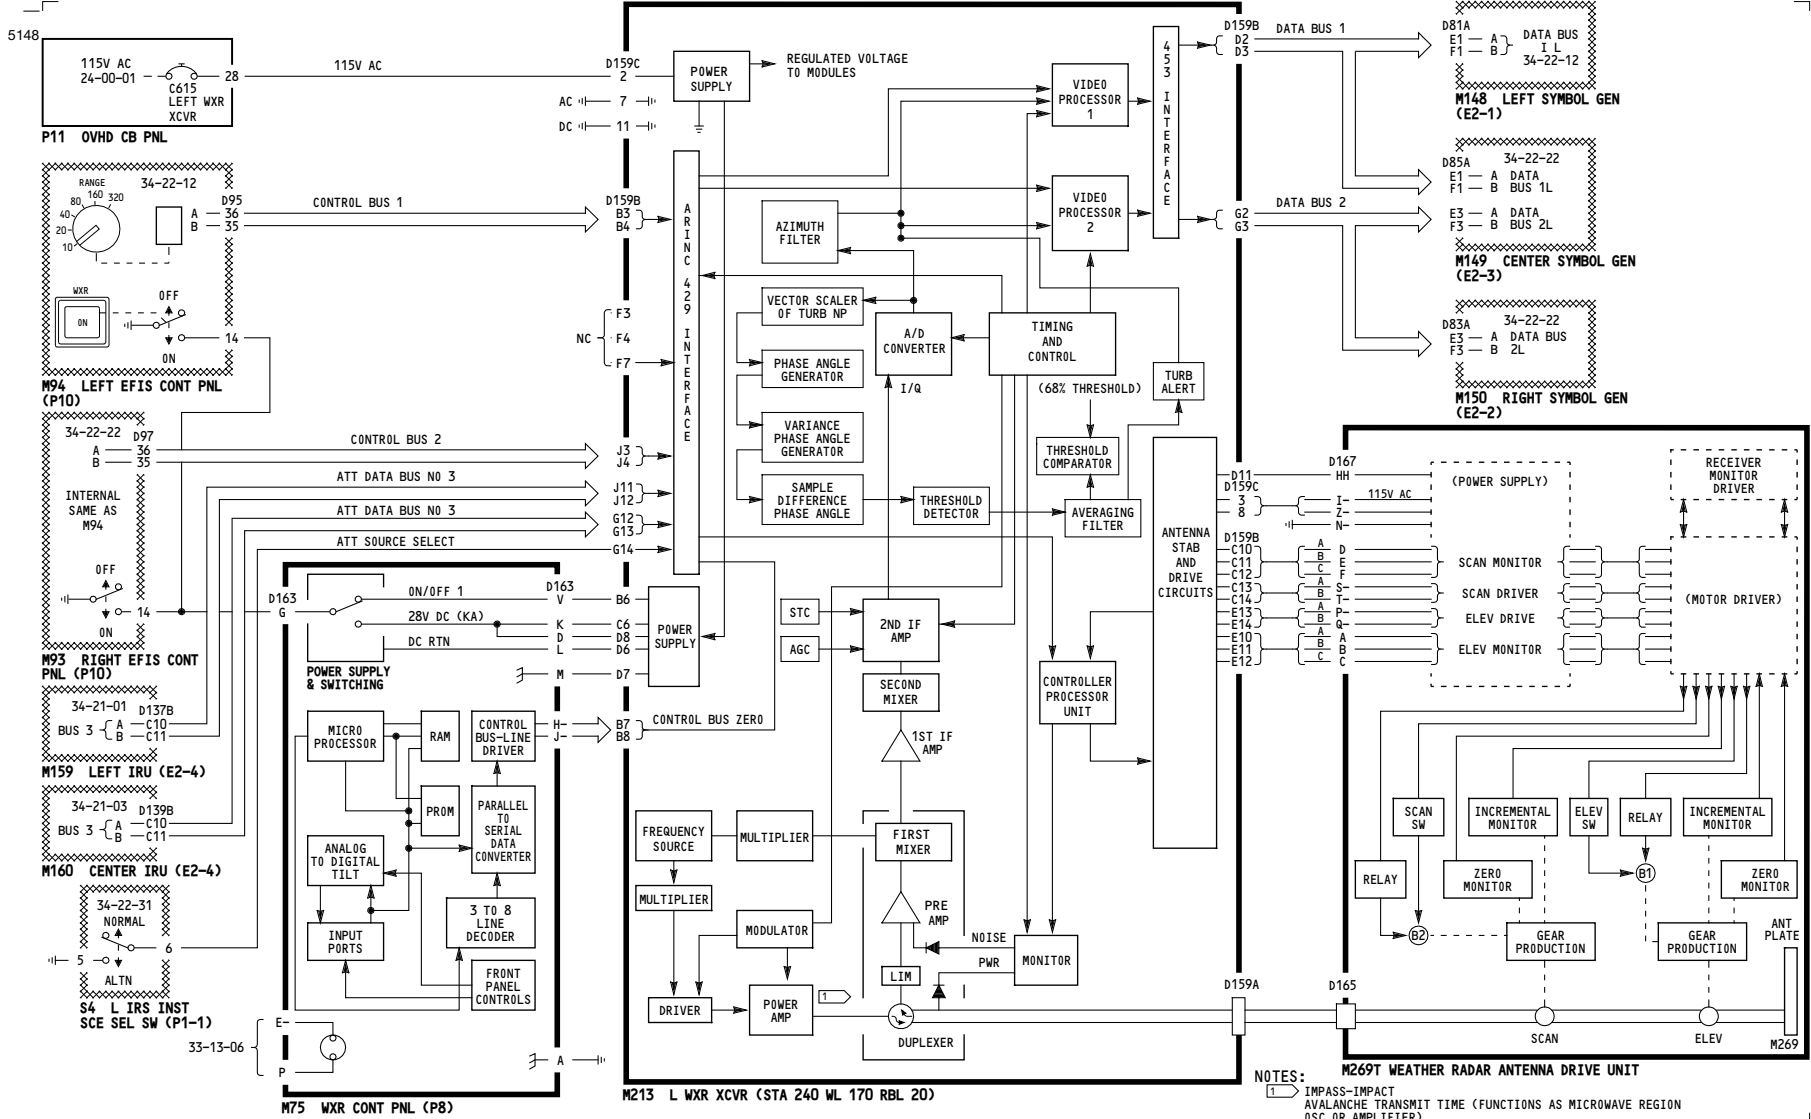 5148
115V AC
24-00-01
28
C615
LEFT WXR
XCVR
P11 OVHD CB PNL
115V AC
D159C
2
AC
7
DC
11
POWER
SUPPLY
REGULATED VOLTAGE
TO MODULES
RANGE
34-22-12
10
20
40
80
160
320
D95
A 36
B 35
CONTROL BUS 1
D159B
B3
B4
WXR
ON
OFF
ON
14
M94 LEFT EFIS CONT PNL
(P10)
NC
F3
F4
F7
34-22-22
D97
A 36
B 35
INTERNAL
SAME AS
M94
OFF
ON
14
M93 RIGHT EFIS CONT
PNL (P10)
CONTROL BUS 2
J3
J4
ATT DATA BUS NO 3
J11
J12
ATT DATA BUS NO 3
G12
G13
ATT SOURCE SELECT
G14
34-21-01
D137B
BUS 3
A C10
B C11
M159 LEFT IRU (E2-4)
34-21-03
D139B
BUS 3
A C10
B C11
M160 CENTER IRU (E2-4)
34-22-31
NORMAL
6
5
ALTN
S4 L IRS INST
SCE SEL SW (P1-1)
33-13-06
E
P
D163
G
POWER SUPPLY
& SWITCHING
ON/OFF 1
28V DC (KA)
DC RTN
D163
V
K
D
L
M
B6
C6
D8
D6
D7
POWER
SUPPLY
MICRO
PROCESSOR
RAM
PROM
CONTROL
BUS-LINE
DRIVER
H
J
B7
B8
CONTROL BUS ZERO
PARALLEL
TO
SERIAL
DATA
CONVERTER
ANALOG
TO DIGITAL
TILT
INPUT
PORTS
3 TO 8
LINE
DECODER
FRONT
PANEL
CONTROLS
A
M75 WXR CONT PNL (P8)
ARINC 429 INTERFACE
AZIMUTH
FILTER
VECTOR SCALER
OF TURB NP
PHASE ANGLE
GENERATOR
VARIANCE
PHASE ANGLE
GENERATOR
SAMPLE
DIFFERENCE
PHASE ANGLE
THRESHOLD
DETECTOR
A/D
CONVERTER
I/Q
TIMING
AND
CONTROL
(68% THRESHOLD)
THRESHOLD
COMPARATOR
AVERAGING
FILTER
TURB
ALERT
VIDEO
PROCESSOR
1
VIDEO
PROCESSOR
2
453 INTERFACE
STC
AGC
2ND IF
AMP
SECOND
MIXER
1ST IF
AMP
FREQUENCY
SOURCE
MULTIPLIER
FIRST
MIXER
MULTIPLIER
PRE
AMP
MODULATOR
NOISE
PWR
MONITOR
LIM
DRIVER
POWER
AMP
1
DUPLEXER
CONTROLLER
PROCESSOR
UNIT
ANTENNA
STAB
AND
DRIVE
CIRCUITS
M213 L WXR XCVR (STA 240 WL 170 RBL 20)
D159B
D2
D3
DATA BUS 1
G2
G3
DATA BUS 2
D81A
E1 A
F1 B
DATA BUS
I L
34-22-12
M148 LEFT SYMBOL GEN
(E2-1)
D85A
34-22-22
E1 A DATA
F1 B BUS 1L
E3 A DATA
F3 B BUS 2L
M149 CENTER SYMBOL GEN
(E2-3)
D83A
34-22-22
E3 A DATA BUS
F3 B 2L
M150 RIGHT SYMBOL GEN
(E2-2)
D11
D159C
3
8
D159B
C10
C11
C12
C13
C14
E13
E14
E10
E11
E12
D167
HH
I
Z
N
115V AC
A D
B E
C F
A S
B T
A P
B Q
A A
B B
C C
(POWER SUPPLY)
SCAN MONITOR
SCAN DRIVER
ELEV DRIVE
ELEV MONITOR
RECEIVER
MONITOR
DRIVER
(MOTOR DRIVER)
SCAN
SW
INCREMENTAL
MONITOR
ELEV
SW
RELAY
INCREMENTAL
MONITOR
RELAY
ZERO
MONITOR
B1
ZERO
MONITOR
B2
GEAR
PRODUCTION
GEAR
PRODUCTION
ANT
PLATE
D159A
D165
SCAN
ELEV
M269
M269T WEATHER RADAR ANTENNA DRIVE UNIT
NOTES:
1 IMPASS-IMPACT
AVALANCHE TRANSMIT TIME (FUNCTIONS AS MICROWAVE REGION
OSC OR AMPLIFIER)